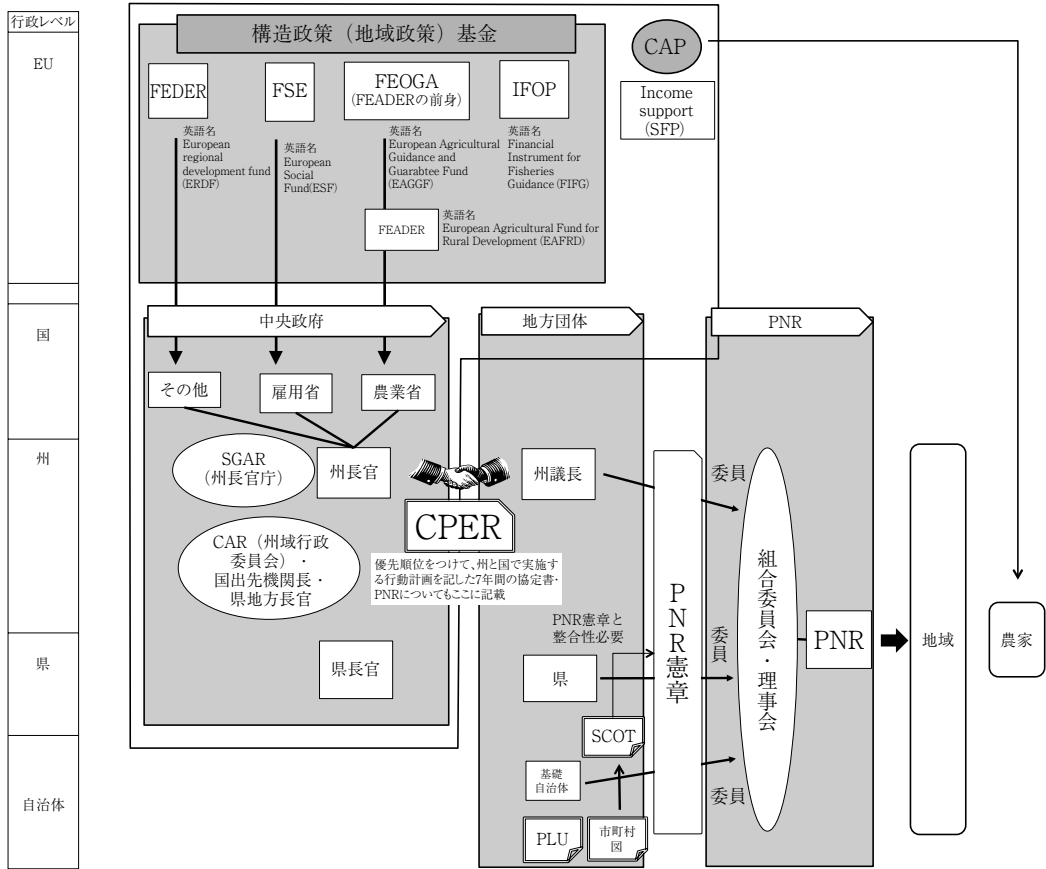 行政レベル
EU
国
州
県
自治体
構造政策（地域政策）基金
FEDER
英語名
European
regional
development fund
(ERDF)
FSE
英語名
European
Social
Fund(ESF)
FEOGA
(FEADERの前身)
英語名
European Agricultural
Guidance and
Guarabtee Fund
(EAGGF)
IFOP
英語名
Financial
Instrument for
Fisheries
Guidance (FIFG)
FEADER
英語名
European Agricultural Fund for
Rural Development (EAFRD)
CAP
Income
support
(SFP)
中央政府
その他
雇用省
農業省
SGAR
（州長官庁）
州長官
CAR（州域行政
委員会）・
国出先機関長・
県地方長官
県長官
CPER
優先順位をつけて、州と国で実施す
る行動計画を記した7年間の協定書・
PNRについてもここに記載
地方団体
州議長
PNR憲章と
整合性必要
県
SCOT
基礎
自治体
PLU
市町村
図
PNR憲章
PNR
委員
委員
委員
組合委員会・理事会
PNR
地域
農家